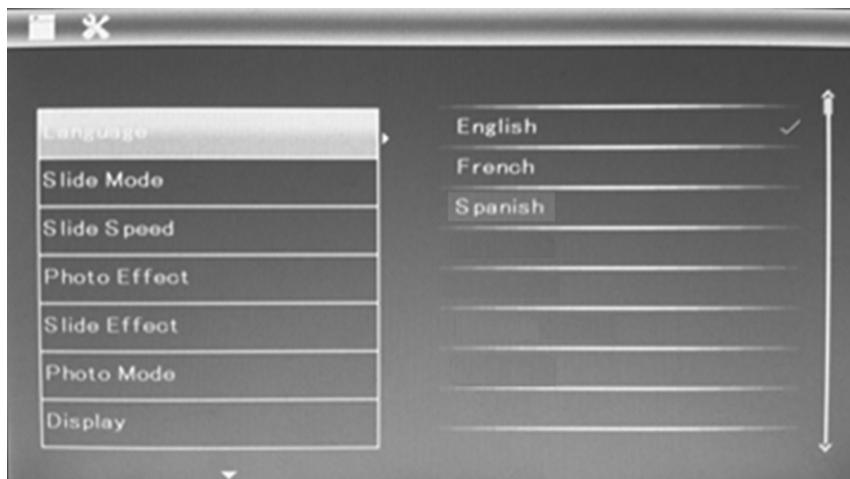 Language
Slide Mode
Slide Speed
Photo Effect
Slide Effect
Photo Mode
Display
English
French
Spanish